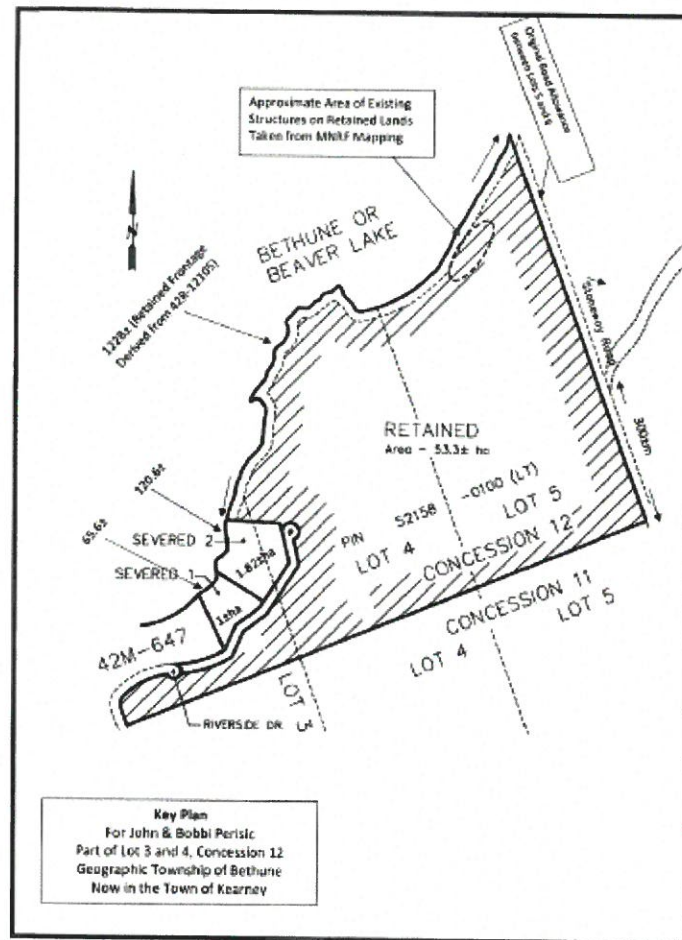 Original Road Allowance
Between Lots 5 and 6
Approximate Area of Existing
Structures on Retained Lands
Taken from MNRF Mapping
N
BETHUNE OR
BEAVER LAKE
1228± (Retained Frontage
Derived from 42R-12105)
"Stoneway Road"
300±m
RETAINED
Area - 53.3± ha
PIN 52158 -0100 (LT)
LOT 4
LOT 5
CONCESSION 12
CONCESSION 11
LOT 4
LOT 5
120.6±
65.6±
SEVERED 2
1.82±ha
SEVERED 1
1±ha
42M-647
LOT 3
RIVERSIDE DR.
Key Plan
For John & Bobbi Perisic
Part of Lot 3 and 4, Concession 12
Geographic Township of Bethune
Now in the Town of Kearney